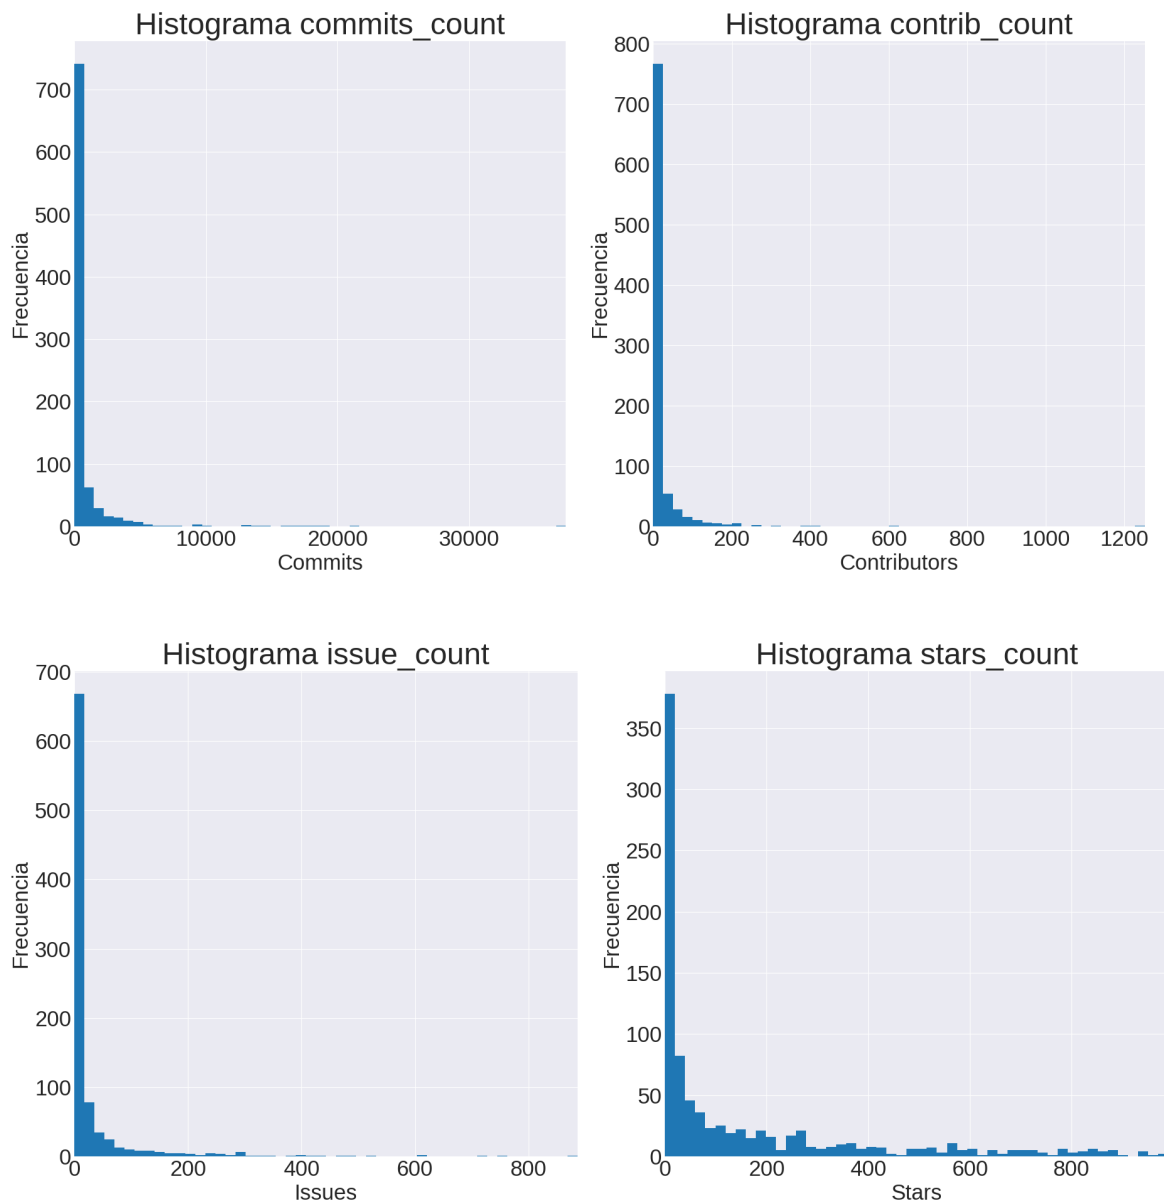 Histograma commits_count
700
600
500
400
300
200
100
0
0 10000 20000 30000
Frecuencia
Commits
Histograma contrib_count
800
700
600
500
400
300
200
100
0
0 200 400 600 800 1000 1200
Frecuencia
Contributors
Histograma issue_count
700
600
500
400
300
200
100
0
0 200 400 600 800
Frecuencia
Issues
Histograma stars_count
350
300
250
200
150
100
50
0
0 200 400 600 800
Frecuencia
Stars